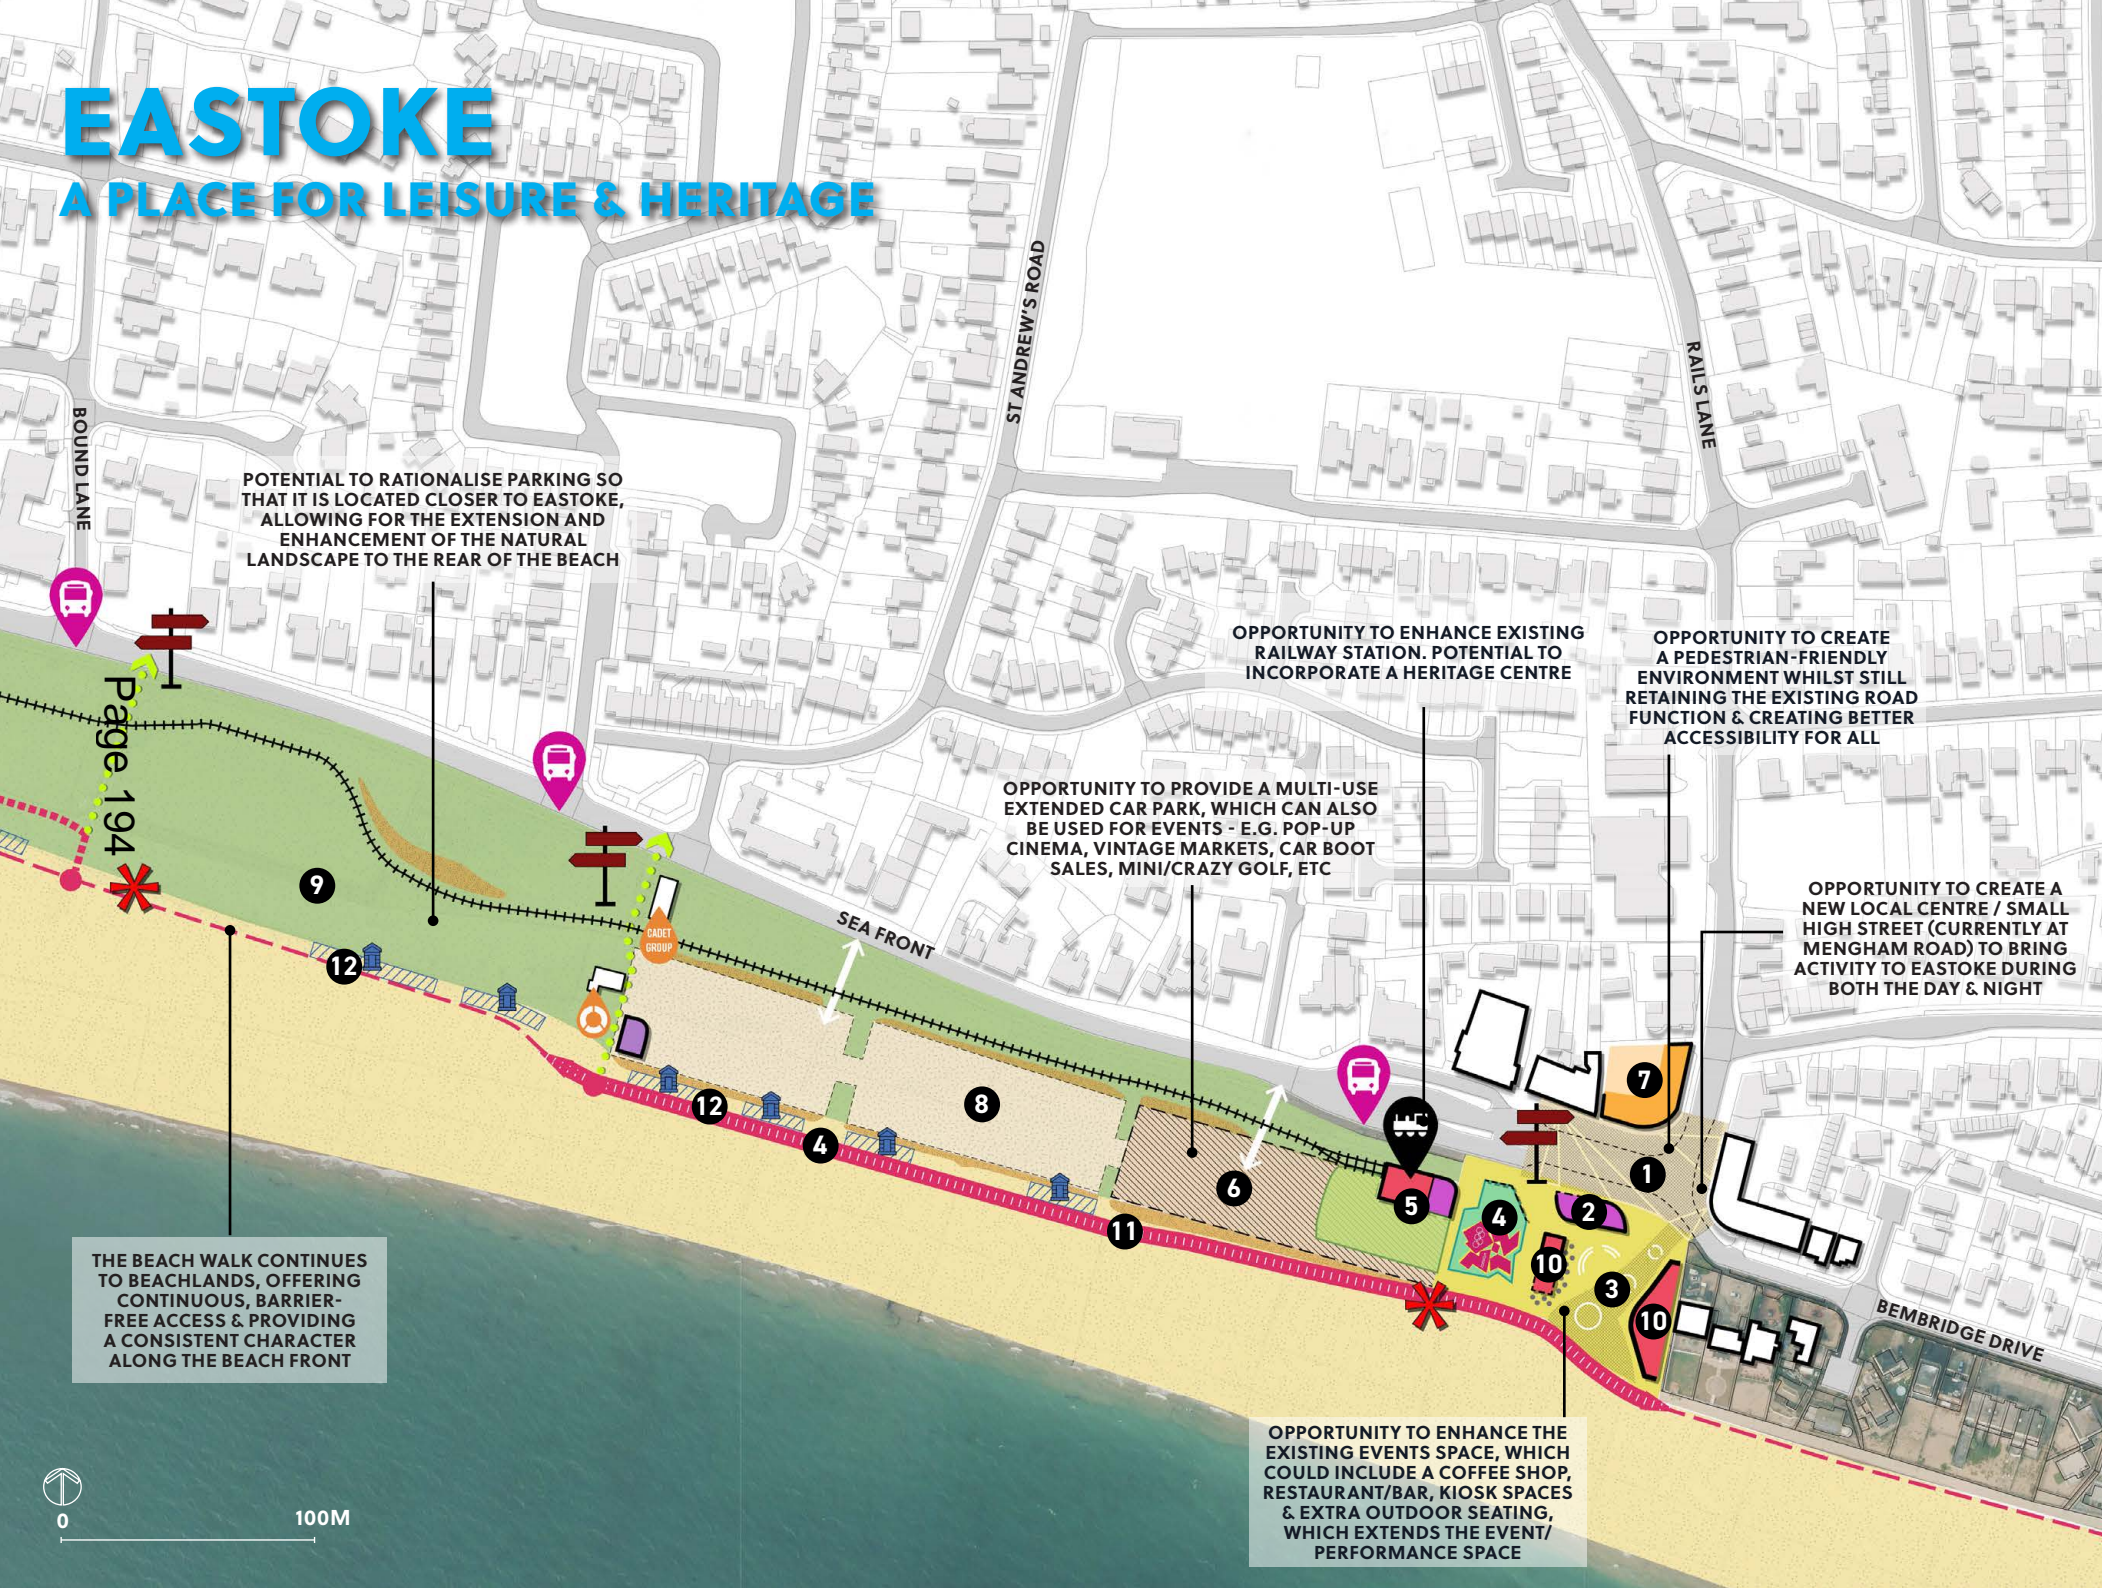 EASTOKE
A PLACE FOR LEISURE & HERITAGE
ST ANDREW'S ROAD
RAILS LANE
BOUND LANE
POTENTIAL TO RATIONALISE PARKING SO
THAT IT IS LOCATED CLOSER TO EASTOKE,
ALLOWING FOR THE EXTENSION AND
ENHANCEMENT OF THE NATURAL
LANDSCAPE TO THE REAR OF THE BEACH
OPPORTUNITY TO ENHANCE EXISTING
RAILWAY STATION. POTENTIAL TO
INCORPORATE A HERITAGE CENTRE
OPPORTUNITY TO CREATE
A PEDESTRIAN-FRIENDLY
ENVIRONMENT WHILST STILL
RETAINING THE EXISTING ROAD
FUNCTION & CREATING BETTER
ACCESSIBILITY FOR ALL
Page 194
OPPORTUNITY TO PROVIDE A MULTI-USE
EXTENDED CAR PARK, WHICH CAN ALSO
BE USED FOR EVENTS - E.G. POP-UP
CINEMA, VINTAGE MARKETS, CAR BOOT
SALES, MINI/CRAZY GOLF, ETC
OPPORTUNITY TO CREATE A
NEW LOCAL CENTRE / SMALL
HIGH STREET (CURRENTLY AT
MENGHAM ROAD) TO BRING
ACTIVITY TO EASTOKE DURING
BOTH THE DAY & NIGHT
9
SEA FRONT
CADET
GROUP
12
7
8
12
4
1
6
5
4
2
11
10
3
10
BEMBRIDGE DRIVE
THE BEACH WALK CONTINUES
TO BEACHLANDS, OFFERING
CONTINUOUS, BARRIER-
FREE ACCESS & PROVIDING
A CONSISTENT CHARACTER
ALONG THE BEACH FRONT
OPPORTUNITY TO ENHANCE THE
EXISTING EVENTS SPACE, WHICH
COULD INCLUDE A COFFEE SHOP,
RESTAURANT/BAR, KIOSK SPACES
& EXTRA OUTDOOR SEATING,
WHICH EXTENDS THE EVENT/
PERFORMANCE SPACE
0
100M